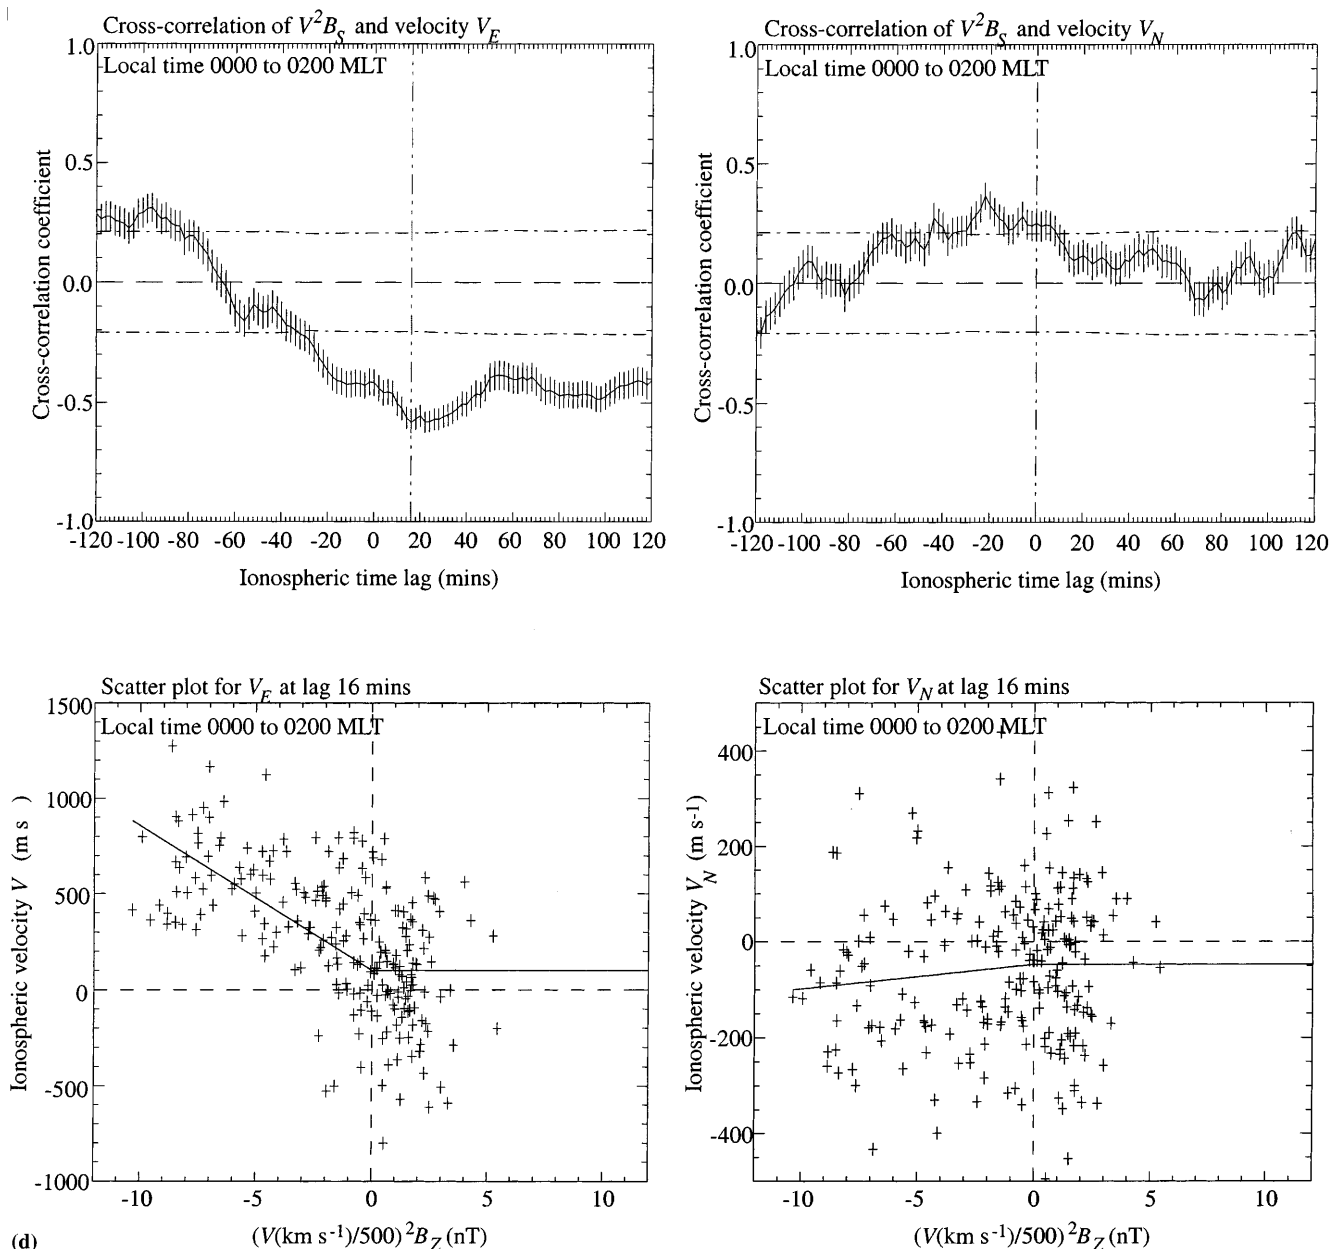 Cross-correlation of V²B_S and velocity V_E
Local time 0000 to 0200 MLT
Cross-correlation coefficient
1.0
0.5
0.0
-0.5
-1.0
-120 -100 -80 -60 -40 -20 0 20 40 60 80 100 120
Ionospheric time lag (mins)
Cross-correlation of V²B_S and velocity V_N
Local time 0000 to 0200 MLT
Cross-correlation coefficient
1.0
0.5
0.0
-0.5
-1.0
-120 -100 -80 -60 -40 -20 0 20 40 60 80 100 120
Ionospheric time lag (mins)
Scatter plot for V_E at lag 16 mins
Local time 0000 to 0200 MLT
Ionospheric velocity V (m s )
1500
1000
500
0
-500
-1000
-10 -5 0 5 10
(V(km s⁻¹)/500)²B_Z (nT)
Scatter plot for V_N at lag 16 mins
Local time 0000 to 0200 MLT
Ionospheric velocity V_N (m s⁻¹)
400
200
0
-200
-400
-10 -5 0 5 10
(V(km s⁻¹)/500)²B_Z (nT)
(d)